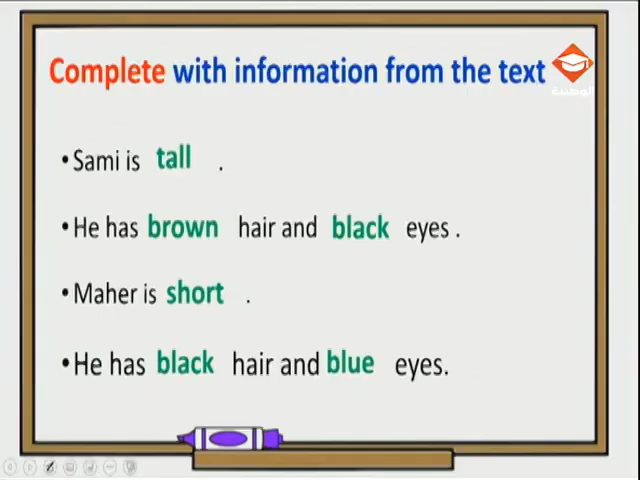 Complete with information from the text
الوطنية
•Sami is tall .
•He has brown hair and black eyes .
•Maher is short .
•He has black hair and blue eyes.